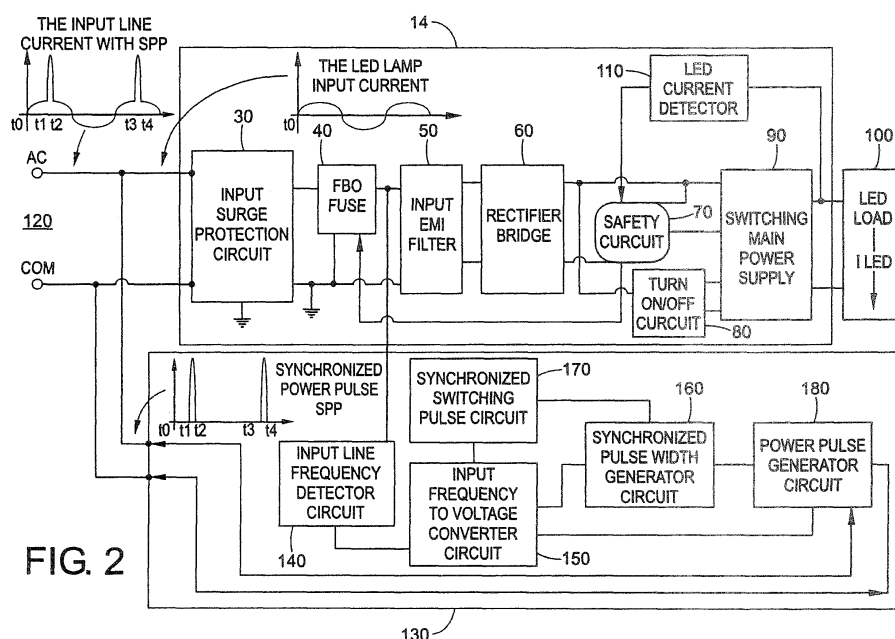 THE INPUT LINE
CURRENT WITH SPP
t0
t1
t2
t3
t4
14
THE LED LAMP
INPUT CURRENT
t0
110
LED
CURRENT
DETECTOR
30
40
50
60
90
100
AC
120
COM
INPUT
SURGE
PROTECTION
CIRCUIT
FBO
FUSE
INPUT
EMI
FILTER
RECTIFIER
BRIDGE
SAFETY
CURCUIT
70
SWITCHING
MAIN
POWER
SUPPLY
LED
LOAD
I LED
TURN
ON/OFF
CURCUIT
80
SYNCHRONIZED
POWER PULSE
SPP
t0
t1
t2
t3
t4
170
SYNCHRONIZED
SWITCHING
PULSE CIRCUIT
160
180
INPUT LINE
FREQUENCY
DETECTOR
CIRCUIT
140
INPUT
FREQUENCY
TO VOLTAGE
CONVERTER
CIRCUIT
150
SYNCHRONIZED
PULSE WIDTH
GENERATOR
CIRCUIT
POWER PULSE
GENERATOR
CIRCUIT
FIG. 2
130